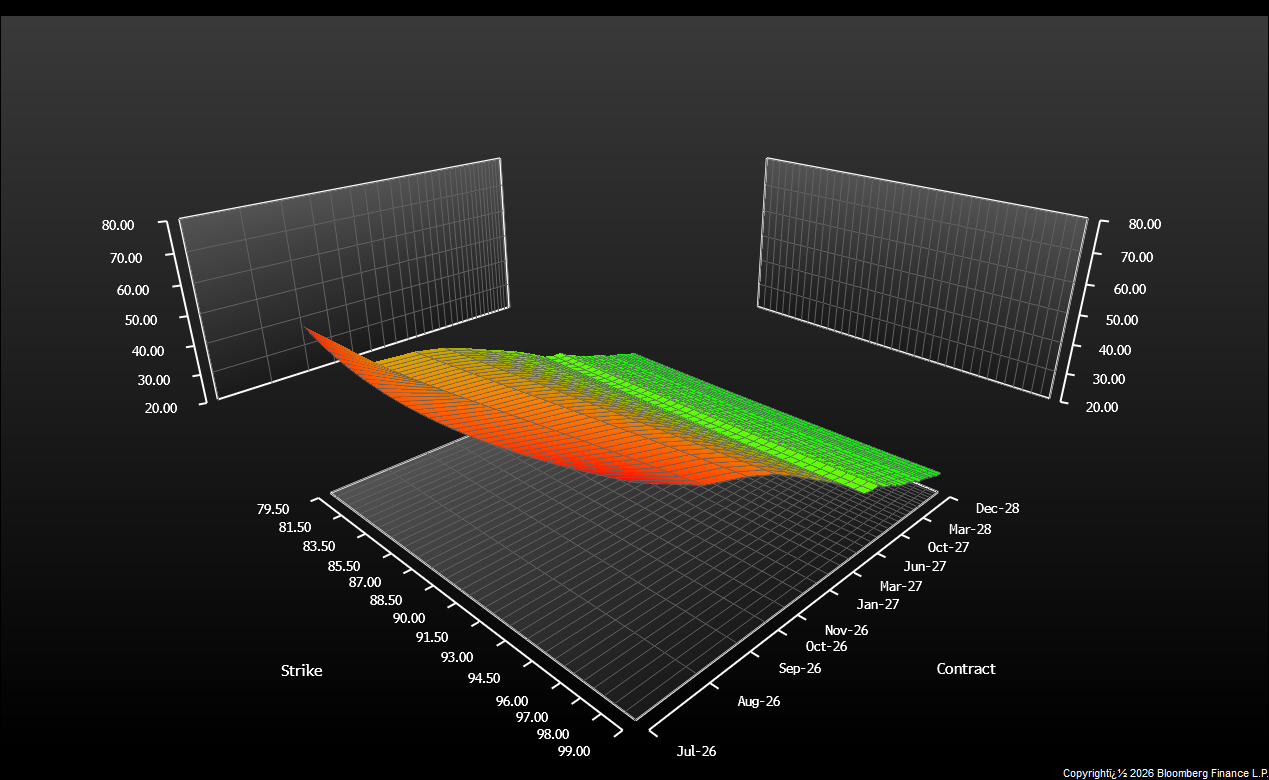 80.00
70.00
60.00
50.00
40.00
30.00
20.00
80.00
70.00
60.00
50.00
40.00
30.00
20.00
79.50
81.50
83.50
85.50
87.00
88.50
90.00
91.50
93.00
94.50
96.00
97.00
98.00
99.00
Strike
Dec-28
Mar-28
Oct-27
Jun-27
Mar-27
Jan-27
Nov-26
Oct-26
Sep-26
Aug-26
Jul-26
Contract
Copyrightï¿½ 2026 Bloomberg Finance L.P.